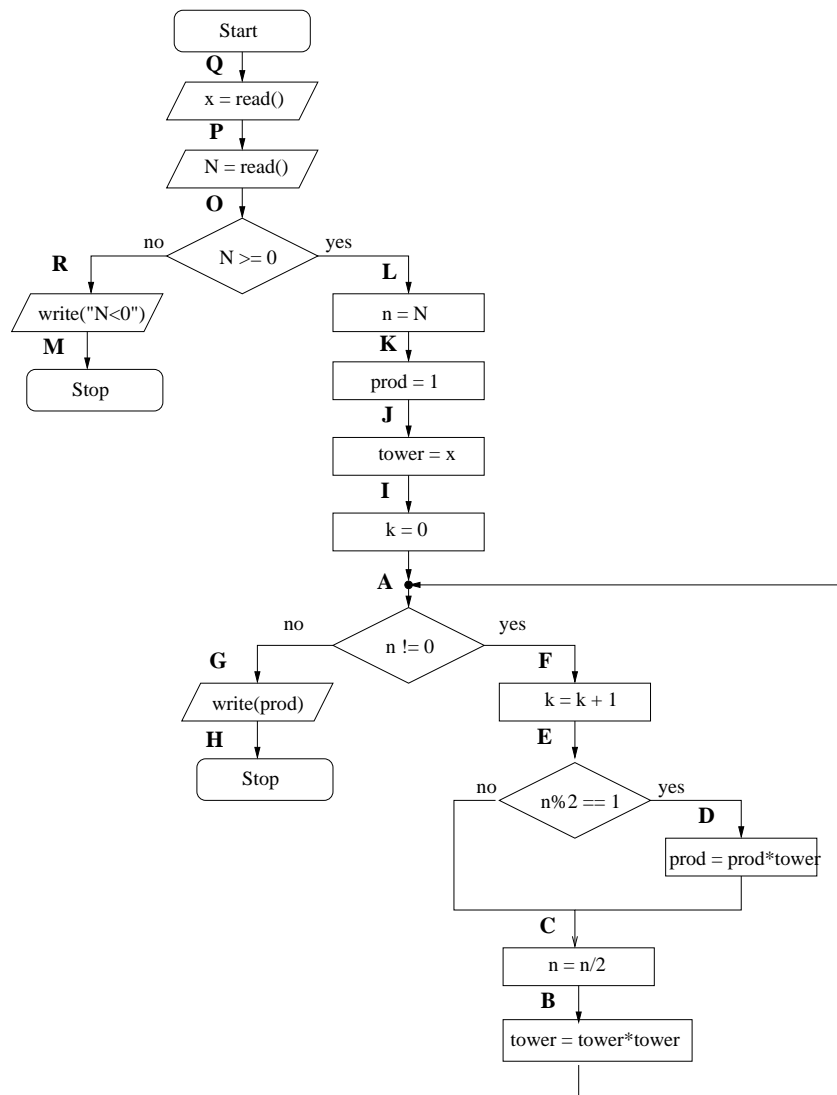 Start
Q
x = read()
P
N = read()
O
no
N >= 0
yes
R
L
write("N<0")
n = N
M
K
Stop
prod = 1
J
tower = x
I
k = 0
A
no
n != 0
yes
G
F
write(prod)
k = k + 1
H
E
Stop
no
n%2 == 1
yes
D
prod = prod*tower
C
n = n/2
B
tower = tower*tower